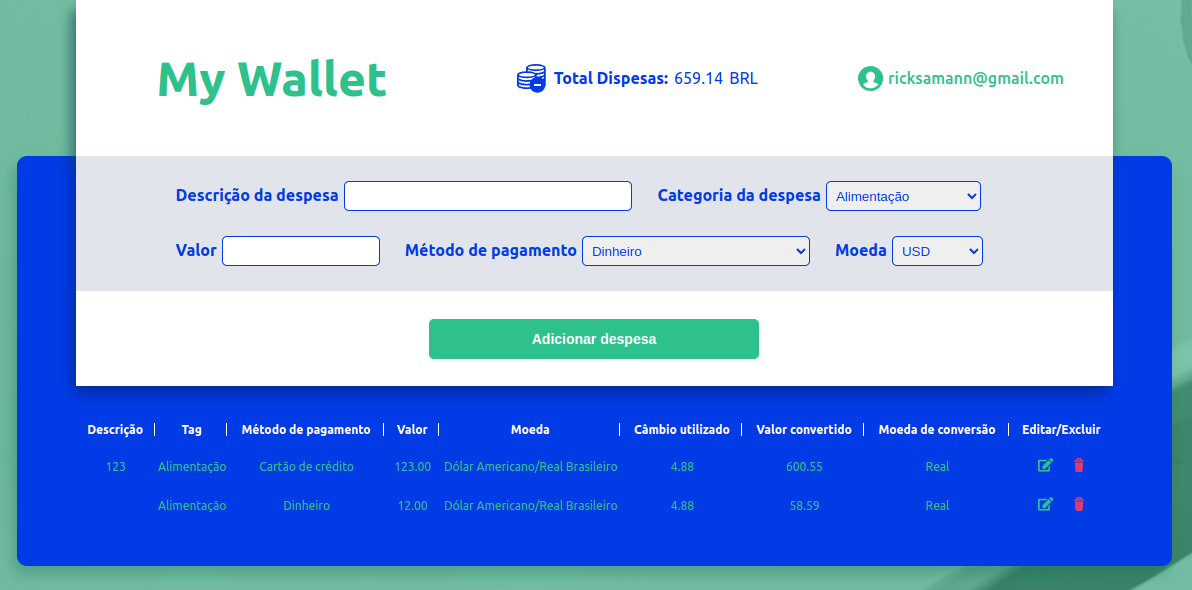 My Wallet
Total Dispesas: 659.14 BRL
ricksamann@gmail.com
Descrição da despesa
Categoria da despesa Alimentação
Valor
Método de pagamento Dinheiro
Moeda USD
Adicionar despesa
Descrição Tag Método de pagamento Valor Moeda Câmbio utilizado Valor convertido Moeda de conversão Editar/Excluir
123 Alimentação Cartão de crédito 123.00 Dólar Americano/Real Brasileiro 4.88 600.55 Real
Alimentação Dinheiro 12.00 Dólar Americano/Real Brasileiro 4.88 58.59 Real